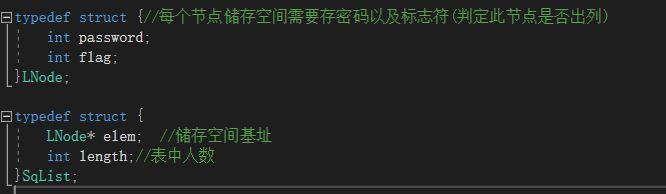 typedef struct {//每个节点储存空间需要存密码以及标志符(判定此节点是否出列)
int password;
int flag;
}LNode;
typedef struct {
LNode* elem; //储存空间基址
int length;//表中人数
}SqList;